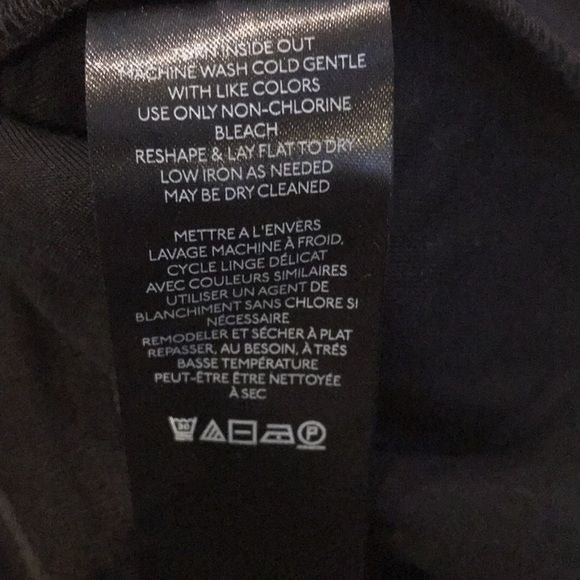 TURN INSIDE OUT
MACHINE WASH COLD GENTLE
WITH LIKE COLORS
USE ONLY NON-CHLORINE
BLEACH
RESHAPE & LAY FLAT TO DRY
LOW IRON AS NEEDED
MAY BE DRY CLEANED
METTRE A L'ENVERS
LAVAGE MACHINE À FROID,
CYCLE LINGE DÉLICAT
AVEC COULEURS SIMILAIRES
UTILISER UN AGENT DE
BLANCHIMENT SANS CHLORE SI
NÉCESSAIRE
REMODELER ET SÉCHER À PLAT
REPASSER, AU BESOIN, À TRÉS
BASSE TEMPÉRATURE
PEUT-ÊTRE ÊTRE NETTOYÉE
À SEC
30 P